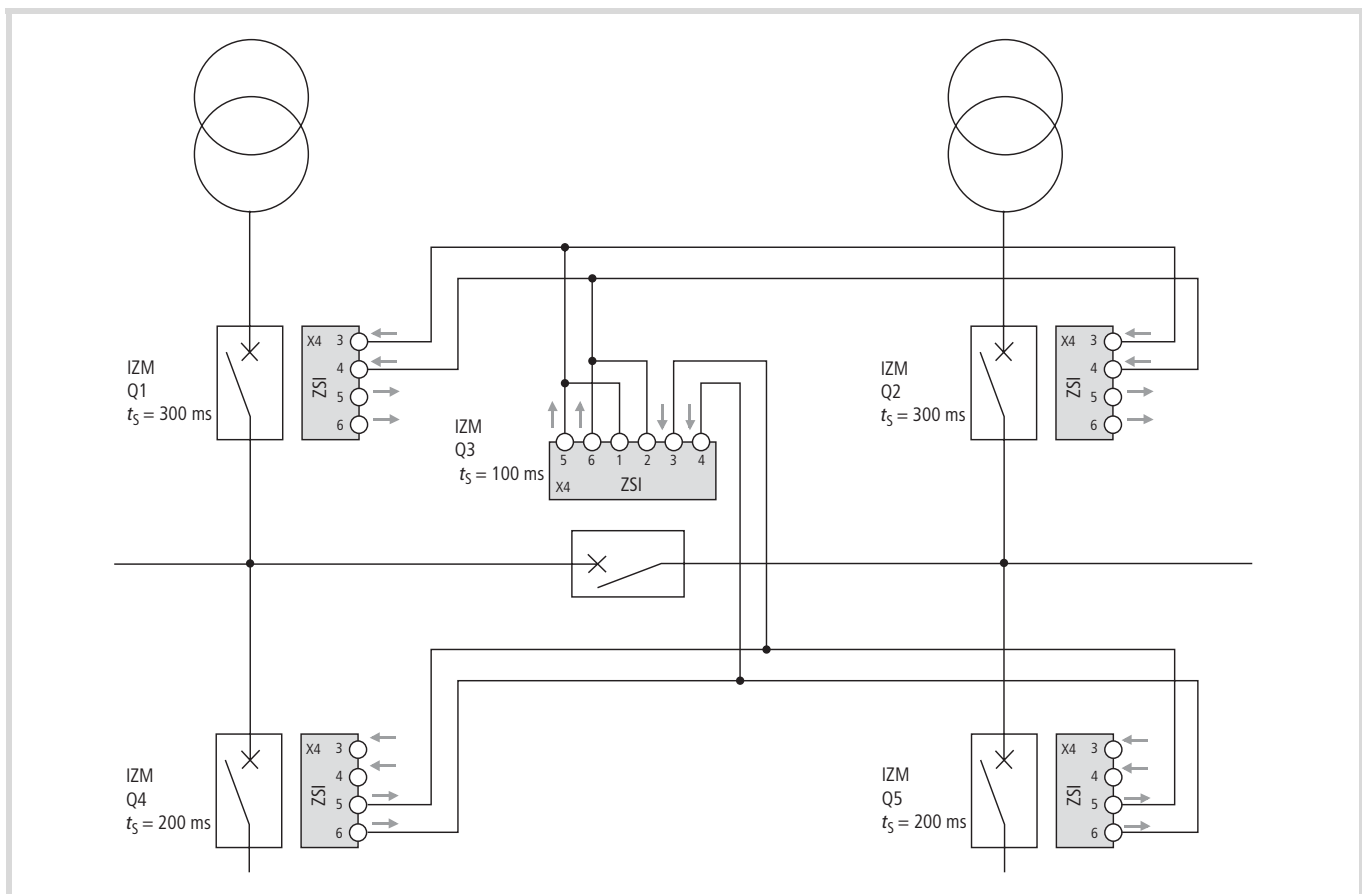 X4 3
4
5
6
ZSI
IZM
Q1
tS = 300 ms
X4 3
4
5
6
ZSI
IZM
Q2
tS = 300 ms
IZM
Q3
tS = 100 ms
5 6 1 2 3 4
X4 ZSI
X4 3
4
5
6
ZSI
IZM
Q4
tS = 200 ms
X4 3
4
5
6
ZSI
IZM
Q5
tS = 200 ms